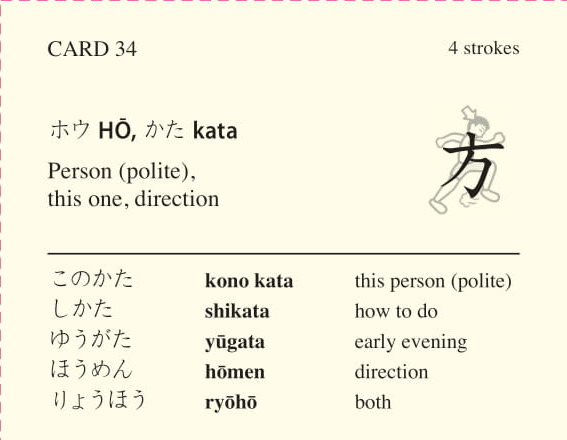 CARD 34 4 strokes
ホウ HŌ, かた kata
Person (polite),
this one, direction
方
このかた kono kata this person (polite)
しかた shikata how to do
ゆうがた yūgata early evening
ほうめん hōmen direction
りょうほう ryōhō both